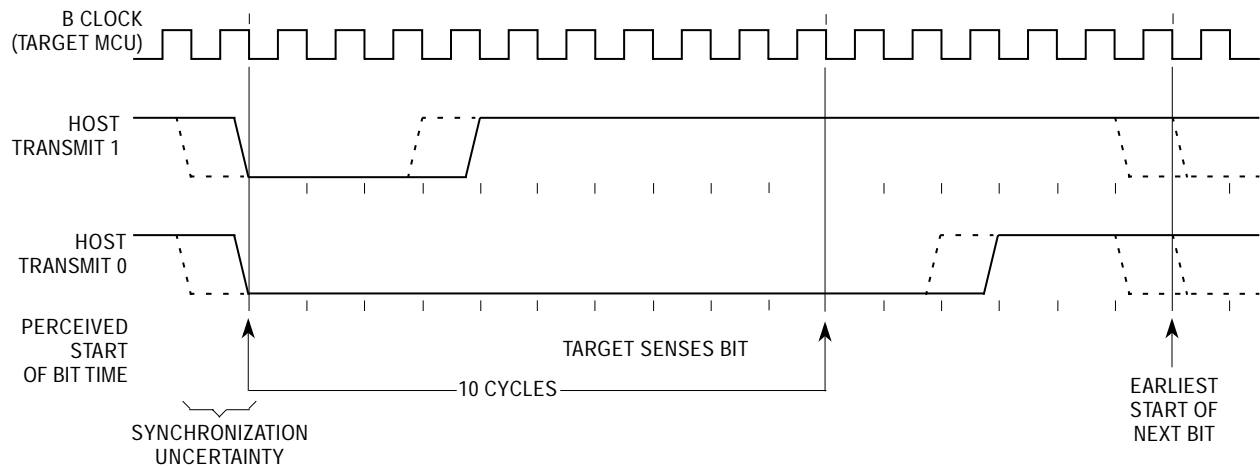 B CLOCK
(TARGET MCU)
HOST
TRANSMIT 1
HOST
TRANSMIT 0
PERCEIVED
START
OF BIT TIME
TARGET SENSES BIT
10 CYCLES
SYNCHRONIZATION
UNCERTAINTY
EARLIEST
START OF
NEXT BIT